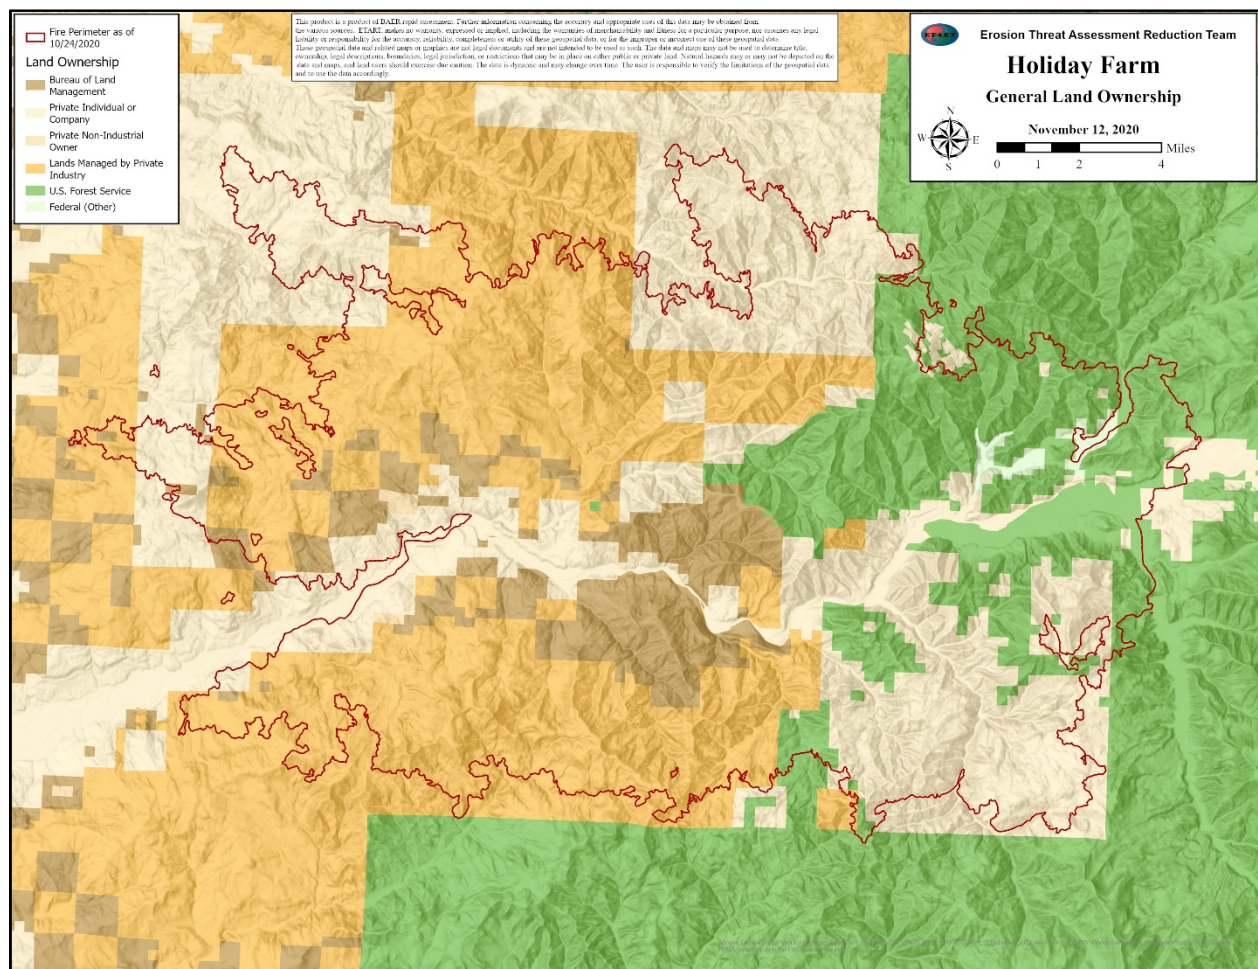 Fire Perimeter as of
10/24/2020
Land Ownership
Bureau of Land
Management
Private Individual or
Company
Private Non-Industrial
Owner
Lands Managed by Private
Industry
U.S. Forest Service
Federal (Other)
This product is a product of BAER rapid assessment. Further information concerning the accuracy and appropriate uses of this data may be obtained from
the various sources. ETART, makes no warranty, expressed or implied, including the warranties of merchantability and fitness for a particular purpose, nor assumes any legal
liability or responsibility for the accuracy, reliability, completeness or utility of these geospatial data, or for the improper or incorrect use of these geospatial data.
These geospatial data and related maps or graphics are not legal documents and are not intended to be used as such. The data and maps may not be used to determine title,
ownership, legal descriptions, boundaries, legal jurisdiction, or restrictions that may be in place on either public or private land. Natural hazards may or may not be depicted on the
data and maps, and land users should exercise due caution. The data is dynamic and may change over time. The user is responsible to verify the limitations of the geospatial data
and to use the data accordingly.
ETART
Erosion Threat Assessment Reduction Team
Holiday Farm
General Land Ownership
November 12, 2020
N
W E
S
Miles
0 1 2 4